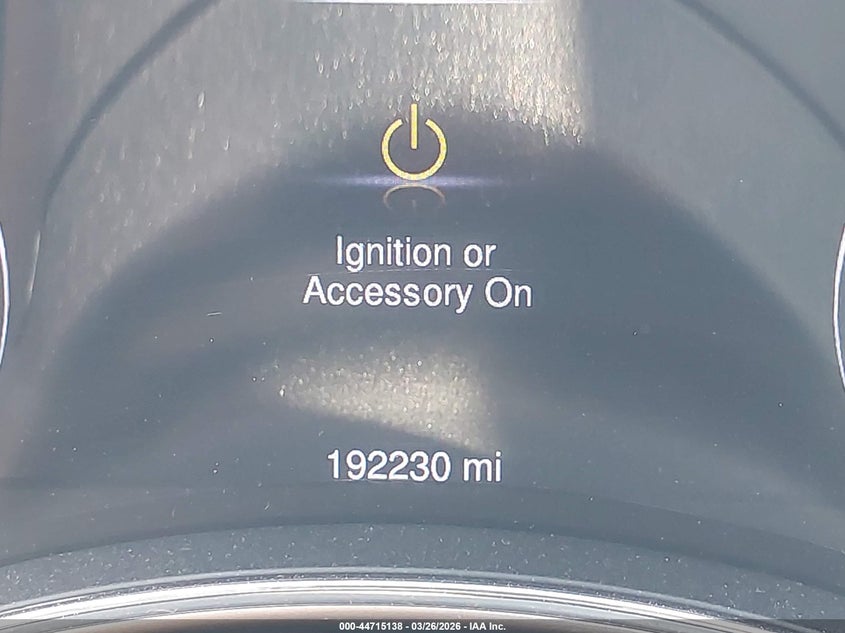 Ignition or
Accessory On
192230 mi
000-44715138 - 03/26/2026 - IAA Inc.